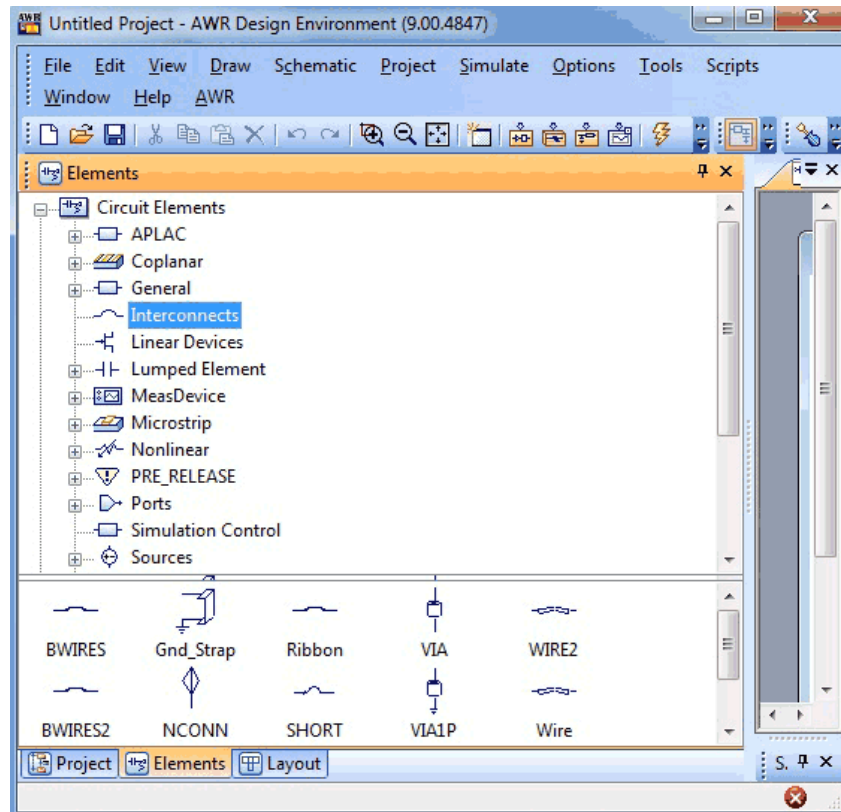 AWR Untitled Project - AWR Design Environment (9.00.4847)
File Edit View Draw Schematic Project Simulate Options Tools Scripts
Window Help AWR
Elements
Circuit Elements
APLAC
Coplanar
General
Interconnects
Linear Devices
Lumped Element
MeasDevice
Microstrip
Nonlinear
PRE_RELEASE
Ports
Simulation Control
Sources
BWIRES Gnd_Strap Ribbon VIA WIRE2
BWIRES2 NCONN SHORT VIA1P Wire
Project Elements Layout
S.